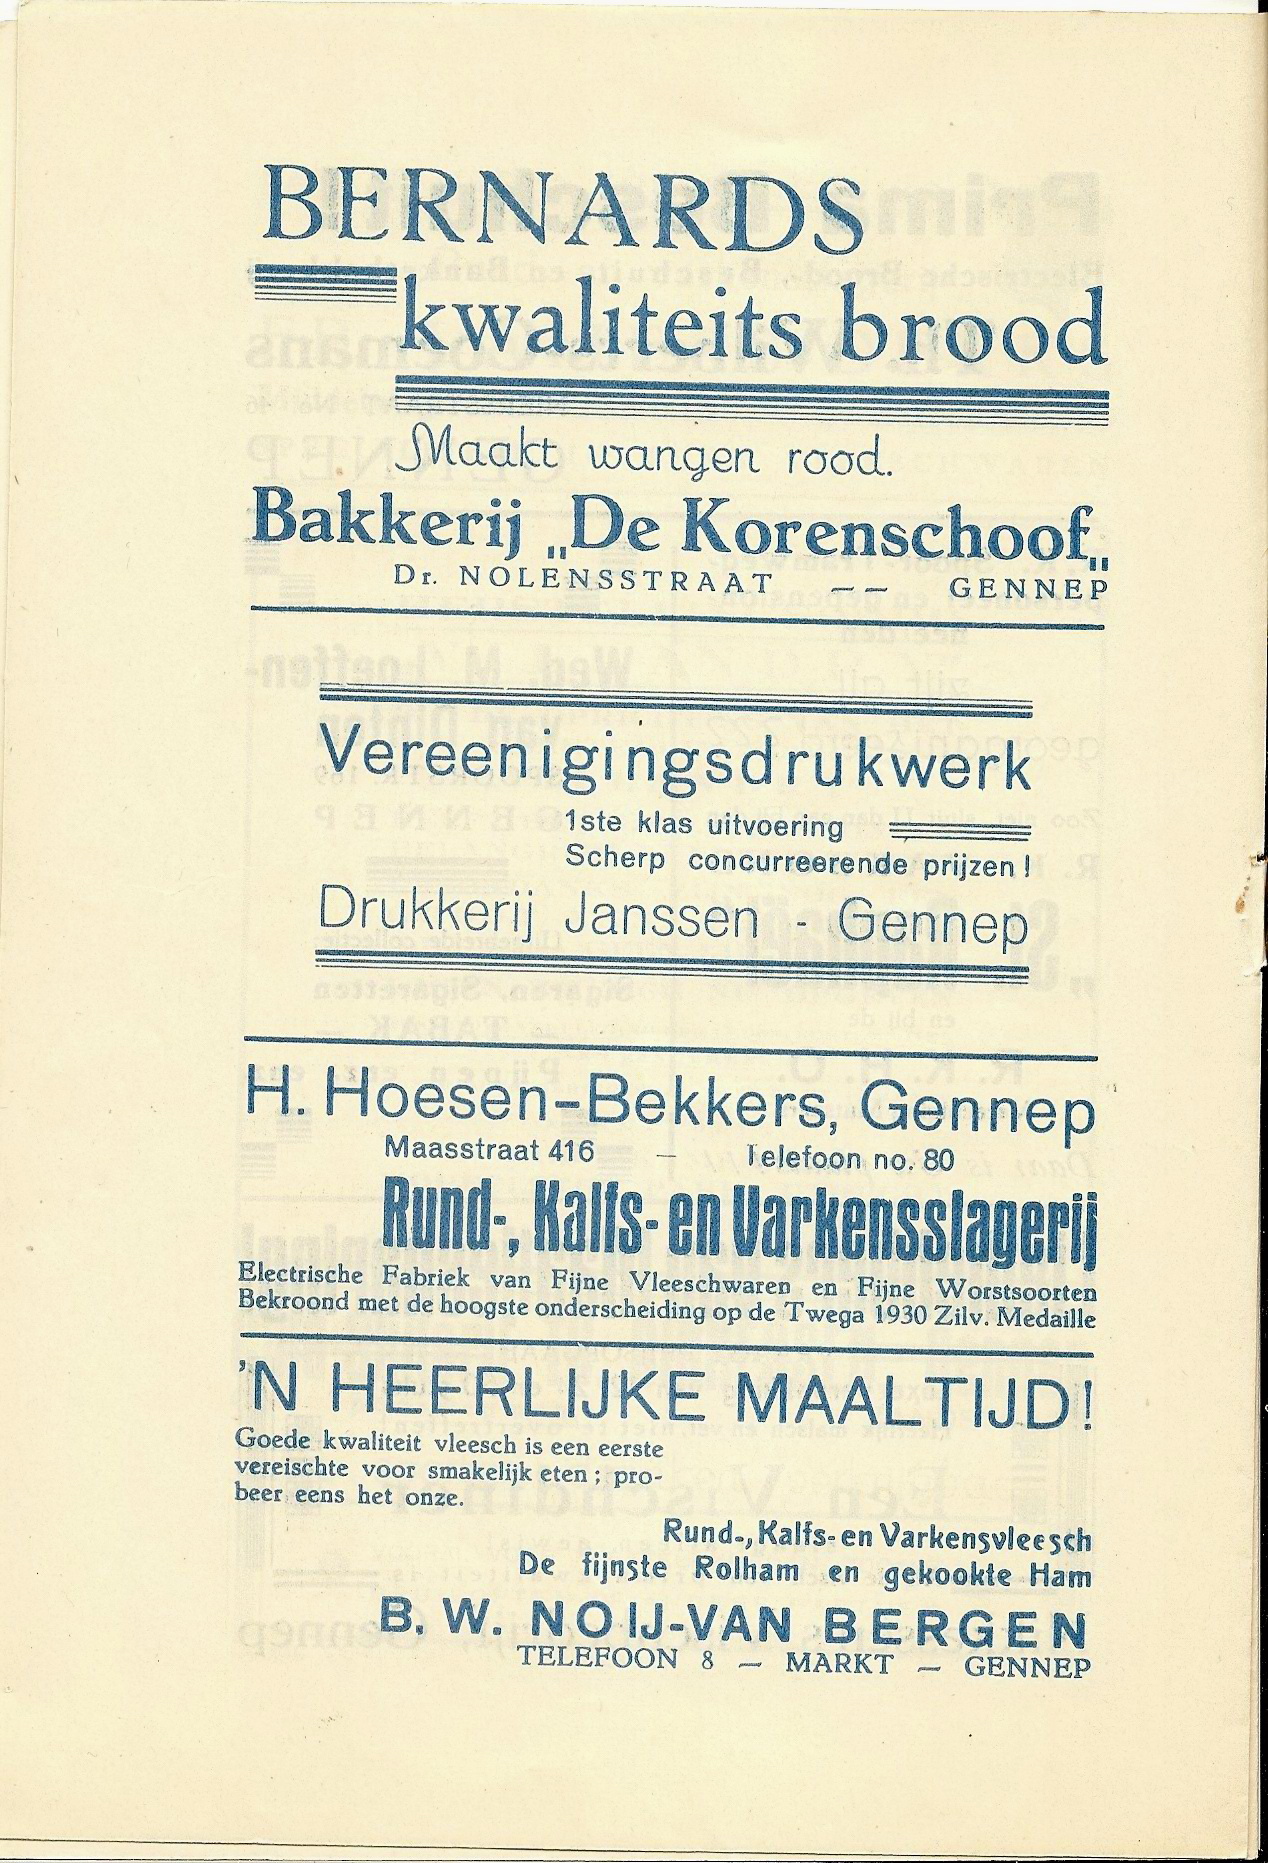 BERNARDS
kwaliteits brood
Maakt wangen rood.
Bakkerij „De Korenschoof„
Dr. NOLENSSTRAAT —— GENNEP
Vereenigingsdrukwerk
1ste klas uitvoering
Scherp concurreerende prijzen!
Drukkerij Janssen - Gennep
H. Hoesen-Bekkers, Gennep
Maasstraat 416 — Telefoon no. 80
Rund-, Kalfs- en Varkensslagerij
Electrische Fabriek van Fijne Vleeschwaren en Fijne Worstsoorten
Bekroond met de hoogste onderscheiding op de Twega 1930 Zilv. Medaille
'N HEERLIJKE MAALTIJD!
Goede kwaliteit vleesch is een eerste
vereischte voor smakelijk eten; pro-
beer eens het onze.
Rund-, Kalfs- en Varkensvleesch
De fijnste Rolham en gekookte Ham
B. W. NOIJ-VAN BERGEN
TELEFOON 8 — MARKT — GENNEP